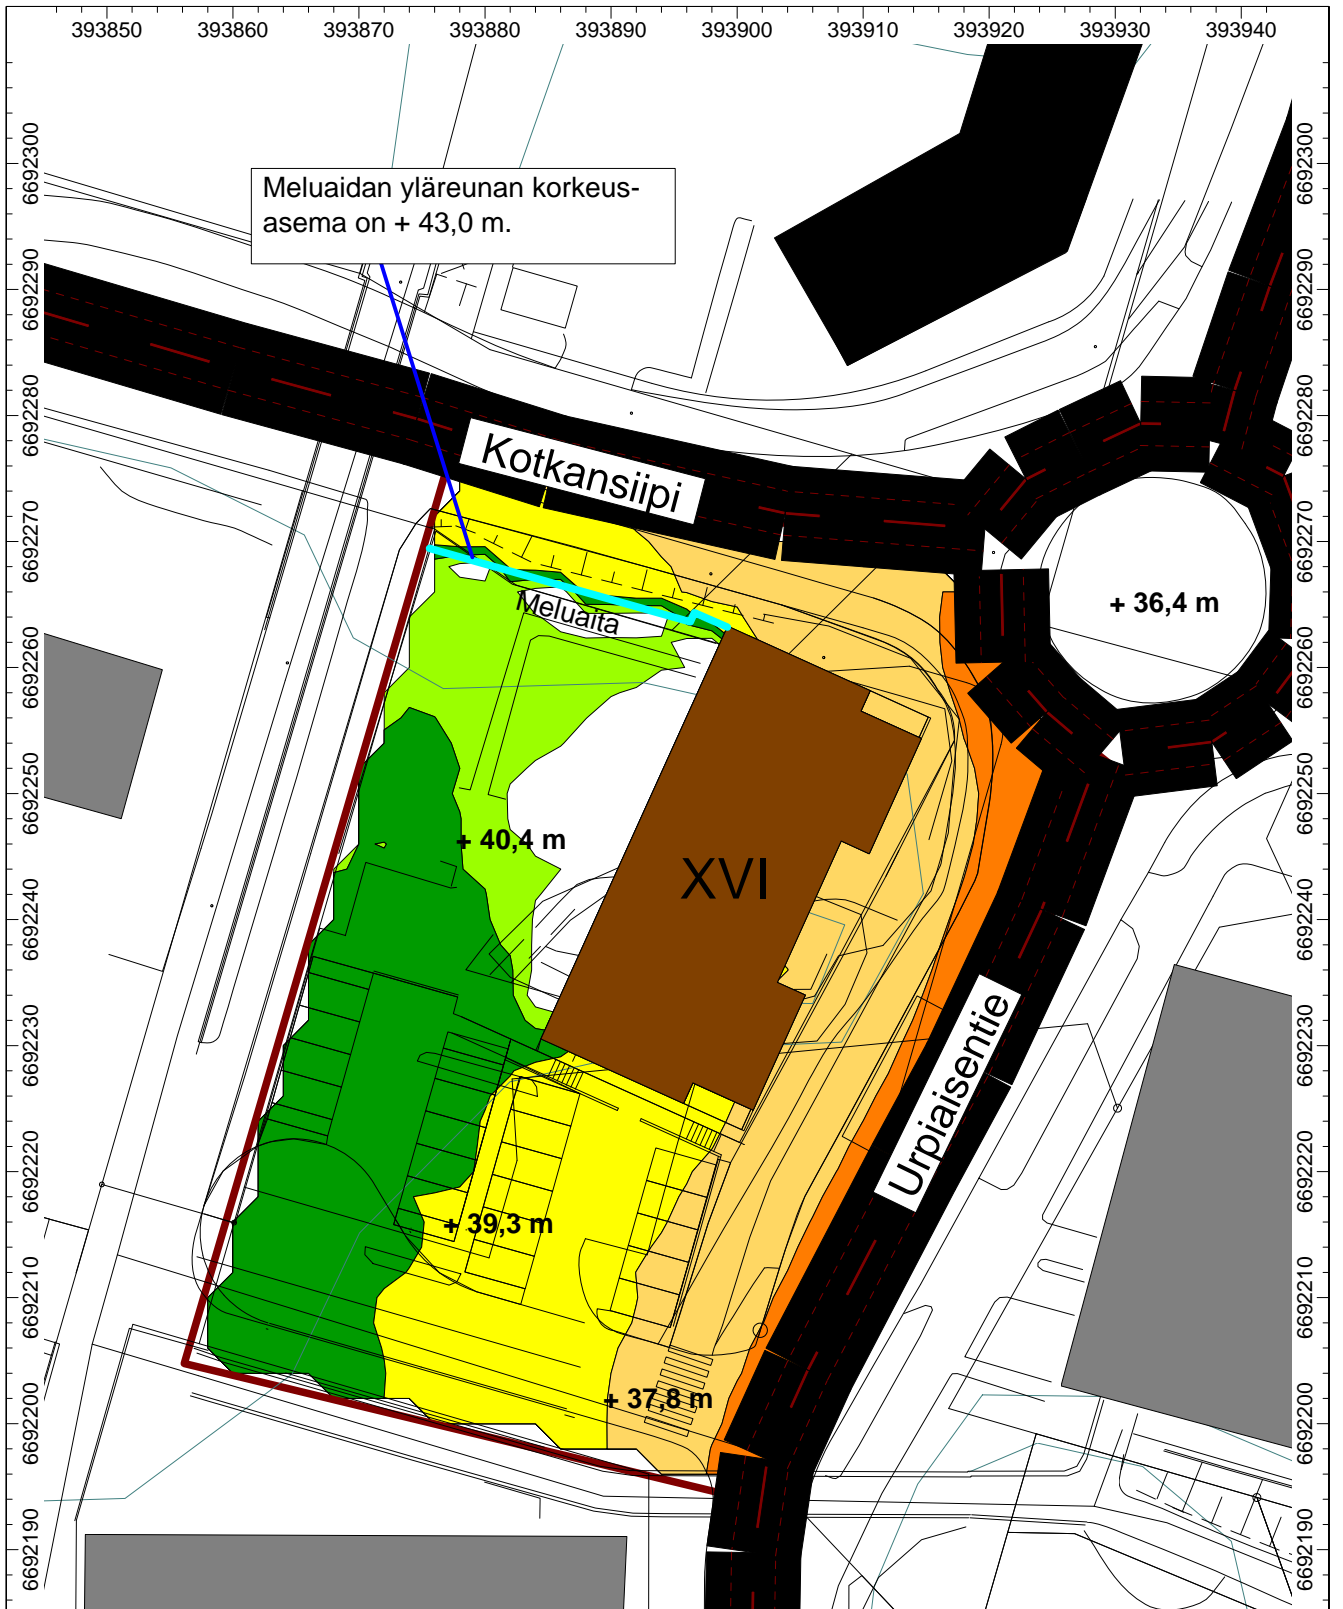 393850 393860 393870 393880 393890 393900 393910 393920 393930 393940
6692300 6692300
Meluaidan yläreunan korkeus-
asema on + 43,0 m.
6692290 6692290
6692280 6692280
Kotkansiipi
6692270 6692270
+ 36,4 m
Meluaita
6692260 6692260
6692250 6692250
+ 40,4 m
XVI
6692240 6692240
6692230 6692230
Urpiaisentie
6692220 6692220
+ 39,3 m
6692210 6692210
+ 37,8 m
6692200 6692200
6692190 6692190